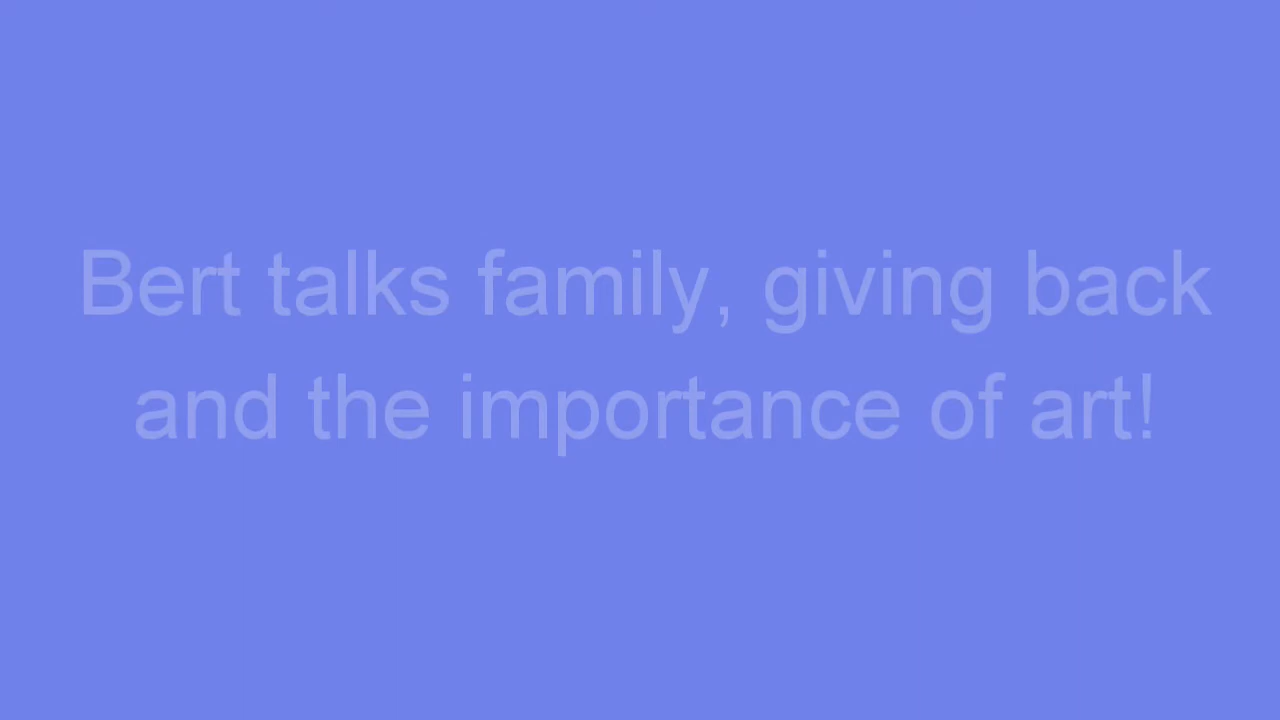 Bert talks family, giving back
and the importance of art!